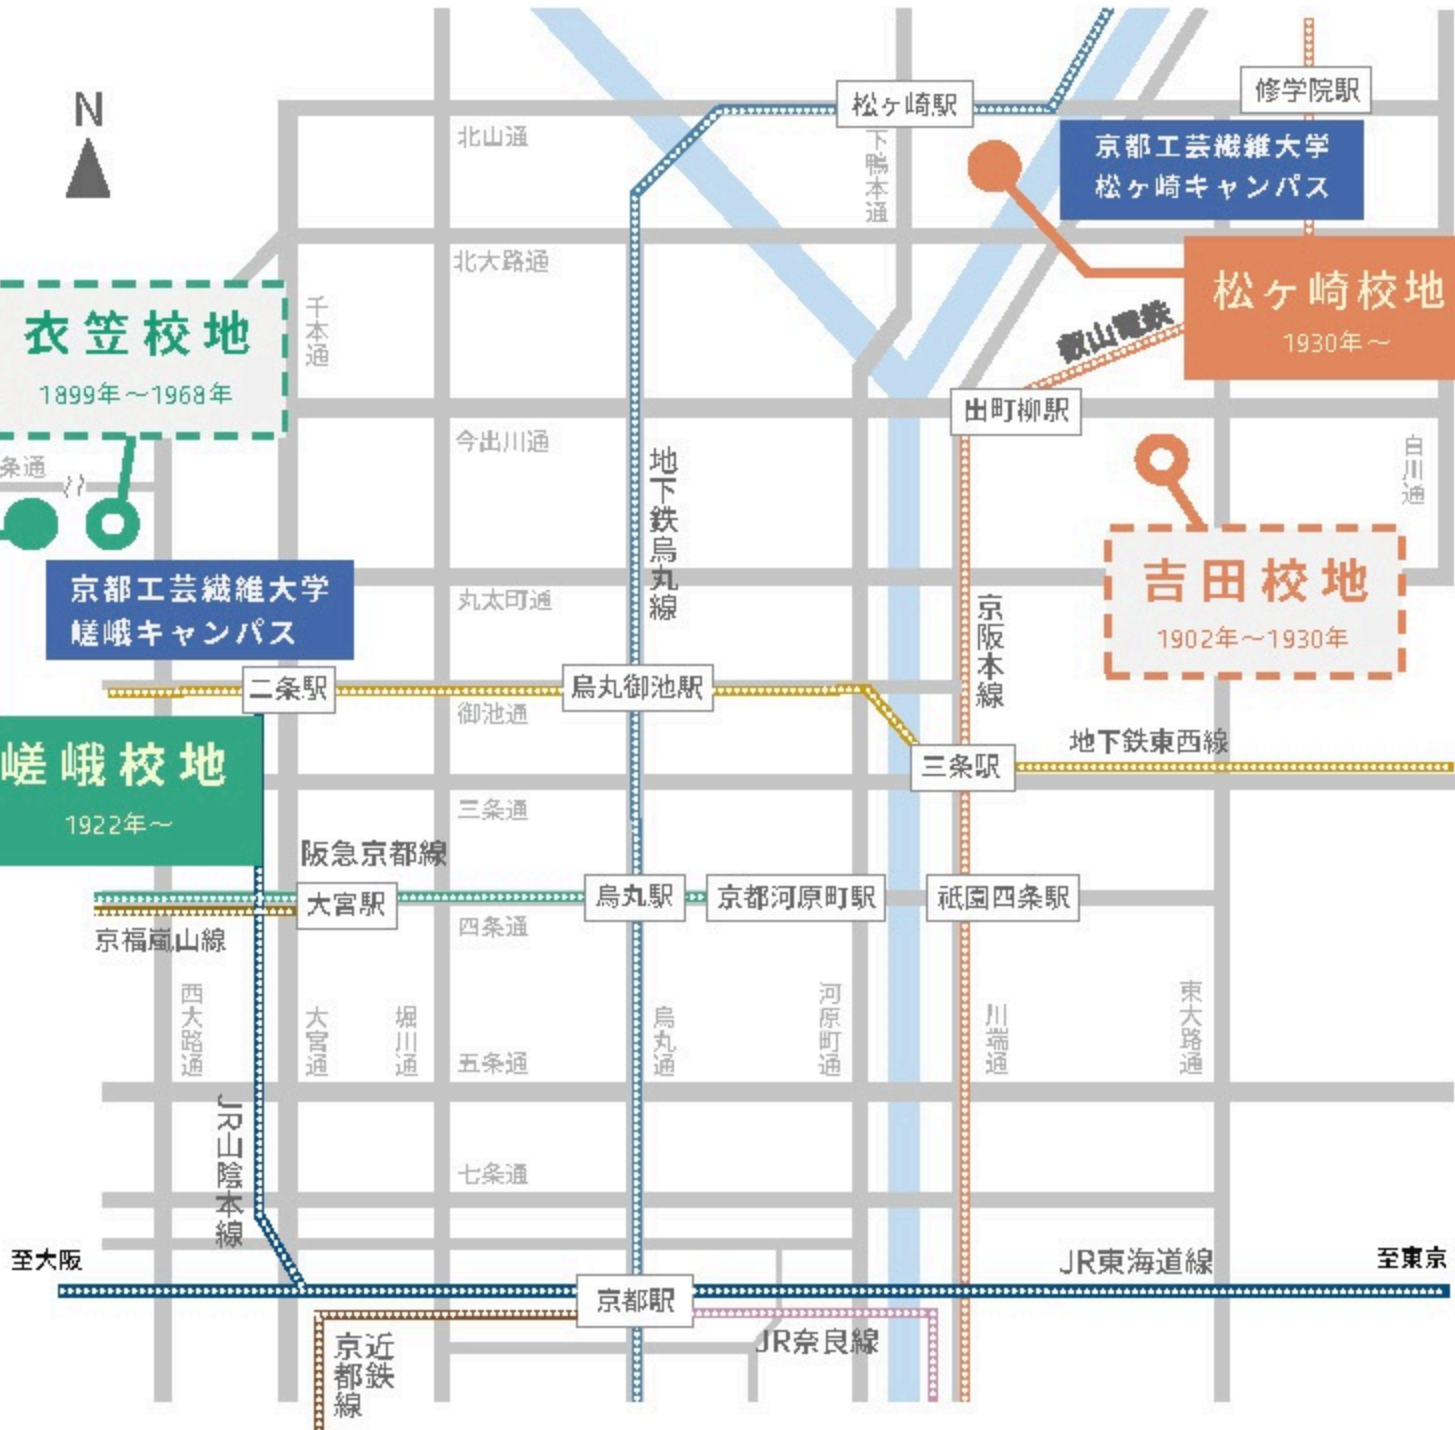 N
松ヶ崎駅
修学院駅
北山通
下鴨本通
京都工芸繊維大学
松ヶ崎キャンパス
北大路通
松ヶ崎校地
1930年～
千本通
衣笠校地
1899年～1968年
叡山電鉄
出町柳駅
今出川通
白川通
条通
地下鉄烏丸線
京都工芸繊維大学
嵯峨キャンパス
丸太町通
京阪本線
吉田校地
1902年～1930年
二条駅
烏丸御池駅
御池通
地下鉄東西線
三条駅
嵯峨校地
1922年～
三条通
阪急京都線
大宮駅
烏丸駅
京都河原町駅
祇園四条駅
四条通
京福嵐山線
西大路通
大宮通
堀川通
烏丸通
河原町通
川端通
東大路通
五条通
JR山陰本線
七条通
至大阪
JR東海道線
至東京
京都駅
JR奈良線
近鉄
京都線